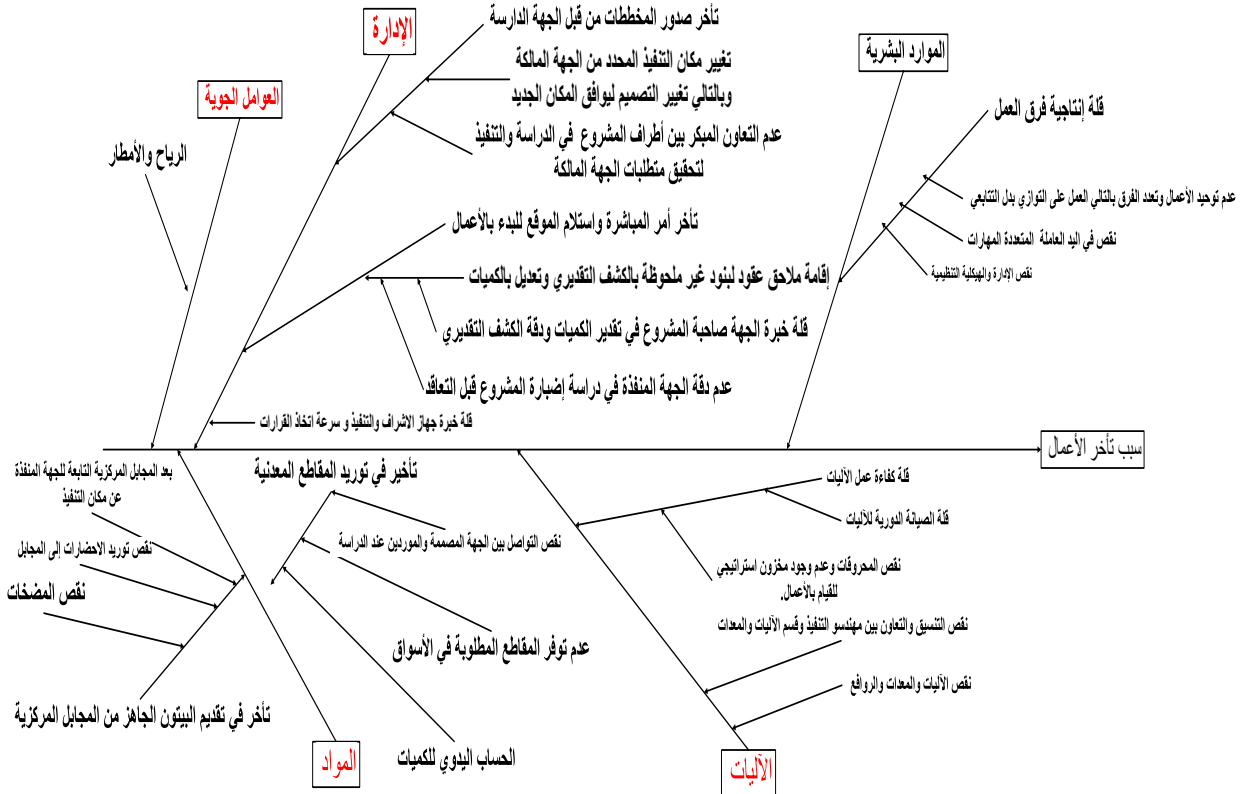 الموارد البشرية
قلة إنتاجية فرق العمل
عدم توحيد الأعمال وتعدد الفرق بالتالي العمل على التوازي بدل التتابعي
نقص في اليد العاملة المتعددة المهارات
نقص الإدارة والهيكلية التنظيمية
الإدارة
تأخر صدور المخططات من قبل الجهة الدارسة
تغيير مكان التنفيذ المحدد من الجهة المالكة
وبالتالي تغيير التصميم ليوافق المكان الجديد
عدم التعاون المبكر بين أطراف المشروع في الدراسة والتنفيذ
لتحقيق متطلبات الجهة المالكة
تأخر أمر المباشرة واستلام الموقع للبدء بالأعمال
إقامة ملاحق عقود لبنود غير ملحوظة بالكشف التقديري وتعديل بالكميات
قلة خبرة الجهة صاحبة المشروع في تقدير الكميات ودقة الكشف التقديري
عدم دقة الجهة المنفذة في دراسة إضبارة المشروع قبل التعاقد
قلة خبرة جهاز الاشراف والتنفيذ و سرعة اتخاذ القرارات
العوامل الجوية
الرياح والأمطار
سبب تأخر الأعمال
قلة كفاءة عمل الآليات
قلة الصيانة الدورية للآليات
نقص المحروقات وعدم وجود مخزون استراتيجي
للقيام بالأعمال.
نقص التنسيق والتعاون بين مهندسو التنفيذ وقسم الآليات والمعدات
نقص الآليات والمعدات والروافع
الآليات
تأخير في توريد المقاطع المعدنية
نقص التواصل بين الجهة المصممة والموردين عند الدراسة
عدم توفر المقاطع المطلوبة في الأسواق
الحساب اليدوي للكميات
بعد المجابل المركزية التابعة للجهة المنفذة
عن مكان التنفيذ
نقص توريد الاحضارات إلى المجابل
نقص المضخات
تأخر في تقديم البيتون الجاهز من المجابل المركزية
المواد